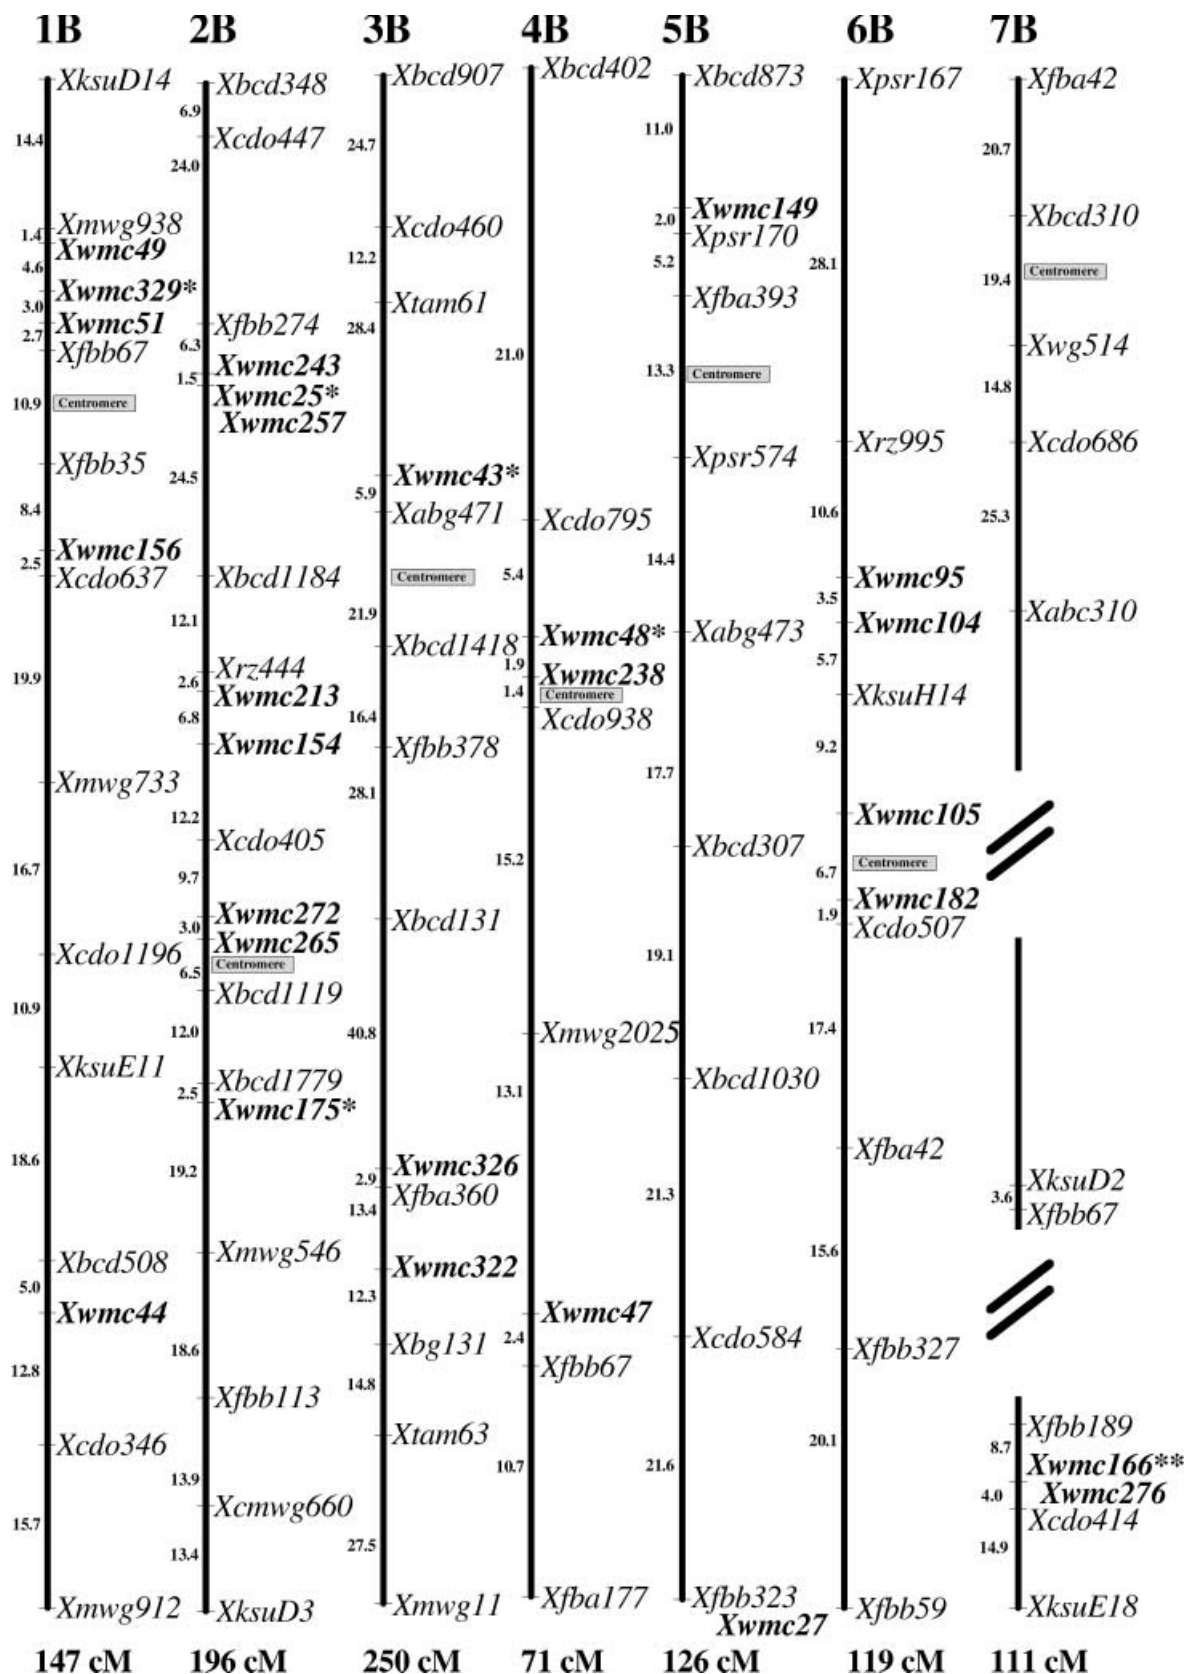 1B
XksuD14
14.4
Xmwg938
1.4
Xwmc49
4.6
Xwmc329*
3.0
Xwmc51
2.7
Xfbb67
10.9
Centromere
Xfbb35
8.4
Xwmc156
2.5
Xcdo637
19.9
Xmwg733
16.7
Xcdo1196
10.9
XksuE11
18.6
Xbcd508
5.0
Xwmc44
12.8
Xcdo346
15.7
Xmwg912
147 cM
2B
Xbcd348
6.9
Xcdo447
24.0
Xfbb274
6.3
Xwmc243
1.5
Xwmc25*
Xwmc257
24.5
Xbcd1184
12.1
Xrz444
2.6
Xwmc213
6.8
Xwmc154
12.2
Xcdo405
9.7
Xwmc272
3.0
Xwmc265
Centromere
6.5
Xbcd1119
12.0
Xbcd1779
2.5
Xwmc175*
19.2
Xmwg546
18.6
Xfbb113
13.9
Xcmwg660
13.4
XksuD3
196 cM
3B
Xbcd907
24.7
Xcdo460
12.2
Xtam61
28.4
Xwmc43*
5.9
Xabg471
Centromere
21.9
Xbcd1418
16.4
Xfbb378
28.1
Xbcd131
40.8
Xwmc326
2.9
Xfba360
13.4
Xwmc322
12.3
Xbg131
14.8
Xtam63
27.5
Xmwg11
250 cM
4B
Xbcd402
21.0
Xcdo795
5.4
Xwmc48*
1.9
Xwmc238
1.4
Centromere
Xcdo938
15.2
Xmwg2025
13.1
Xwmc47
2.4
Xfbb67
10.7
Xfba177
71 cM
5B
Xbcd873
11.0
Xwmc149
2.0
Xpsr170
5.2
Xfba393
13.3
Centromere
Xpsr574
14.4
Xabg473
17.7
Xbcd307
19.1
Xbcd1030
21.3
Xcdo584
21.6
Xfbb323
Xwmc27
126 cM
6B
Xpsr167
28.1
Xrz995
10.6
Xwmc95
3.5
Xwmc104
5.7
XksuH14
9.2
Xwmc105
Centromere
6.7
Xwmc182
1.9
Xcdo507
17.4
Xfba42
15.6
Xfbb327
20.1
Xfbb59
119 cM
7B
Xfba42
20.7
Xbcd310
Centromere
19.4
Xwg514
14.8
Xcdo686
25.3
Xabc310
XksuD2
3.6
Xfbb67
Xfbb189
8.7
Xwmc166**
Xwmc276
4.0
Xcdo414
14.9
XksuE18
111 cM